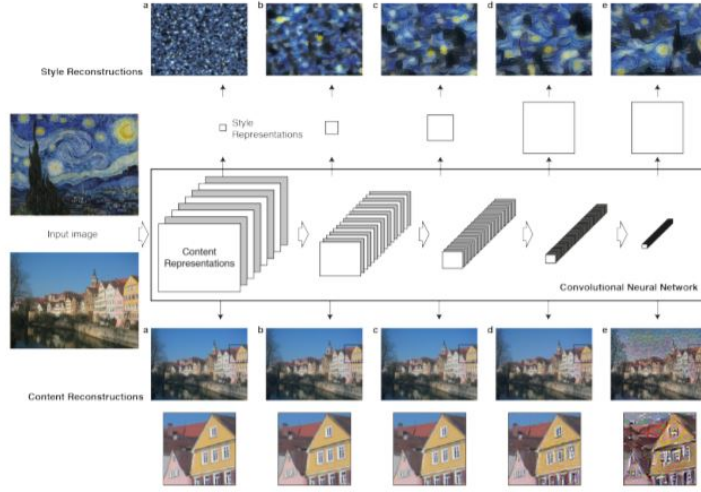 a
b
c
d
e
Style Reconstructions
Style
Representations
Input image
Content
Representations
Convolutional Neural Network
a
b
c
d
e
Content Reconstructions